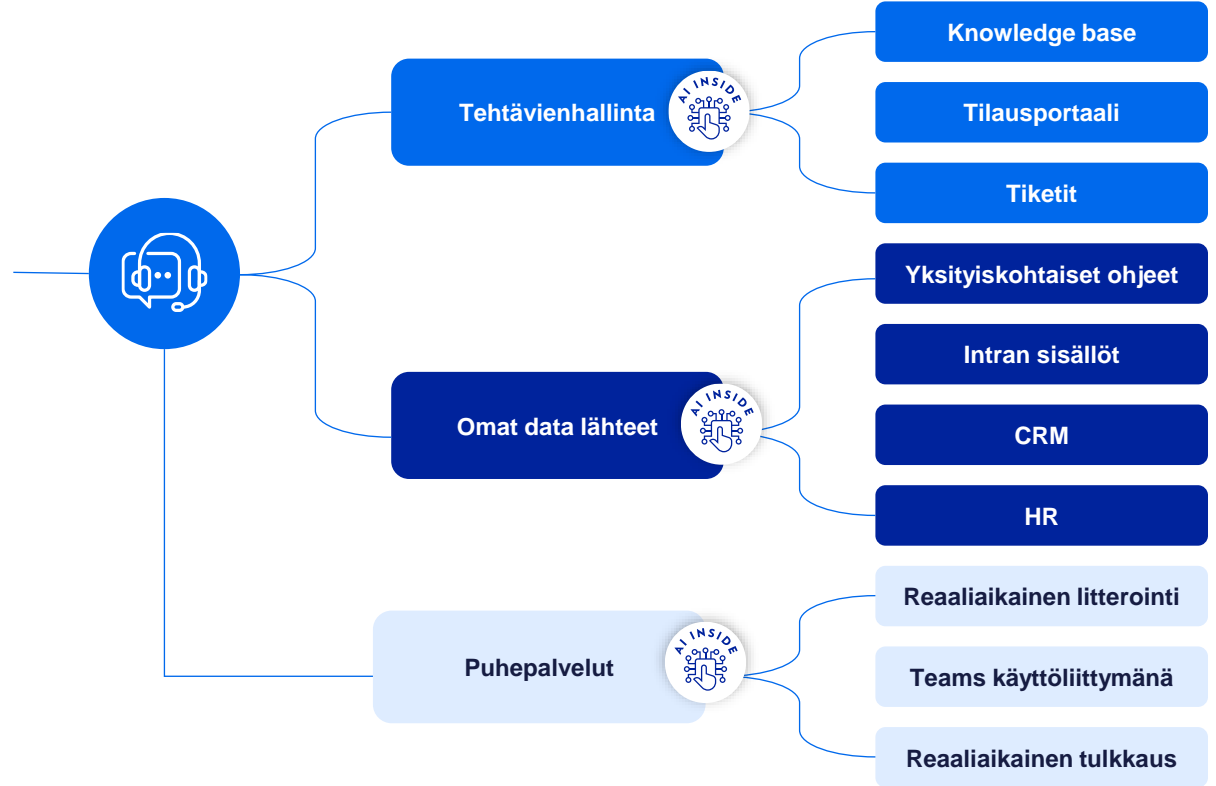 Tehtävienhallinta
AI INSIDE
Knowledge base
Tilausportaali
Tiketit
Omat data lähteet
AI INSIDE
Yksityiskohtaiset ohjeet
Intran sisällöt
CRM
HR
Puhepalvelut
AI INSIDE
Reaaliaikainen litterointi
Teams käyttöliittymänä
Reaaliaikainen tulkkaus